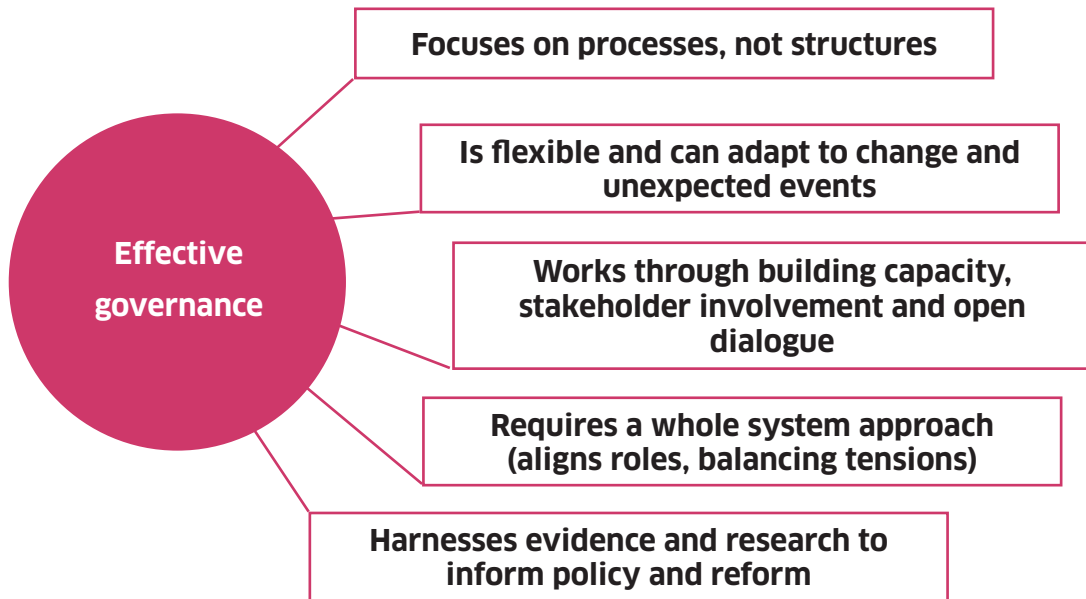 Focuses on processes, not structures
Is flexible and can adapt to change and
unexpected events
Effective
governance
Works through building capacity,
stakeholder involvement and open
dialogue
Requires a whole system approach
(aligns roles, balancing tensions)
Harnesses evidence and research to
inform policy and reform